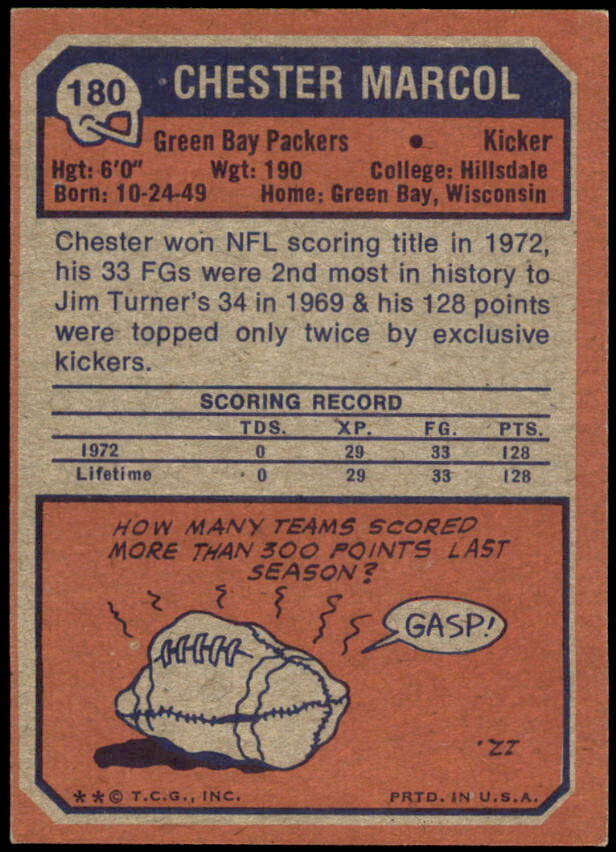 180
CHESTER MARCOL
Green Bay Packers • Kicker
Hgt: 6'0" Wgt: 190 College: Hillsdale
Born: 10-24-49 Home: Green Bay, Wisconsin
Chester won NFL scoring title in 1972,
his 33 FGs were 2nd most in history to
Jim Turner's 34 in 1969 & his 128 points
were topped only twice by exclusive
kickers.
SCORING RECORD
TDS. XP. FG. PTS.
1972 0 29 33 128
Lifetime 0 29 33 128
HOW MANY TEAMS SCORED
MORE THAN 300 POINTS LAST
SEASON?
GASP!
.22
* * © T.C.G., INC. PRTD. IN U.S.A.